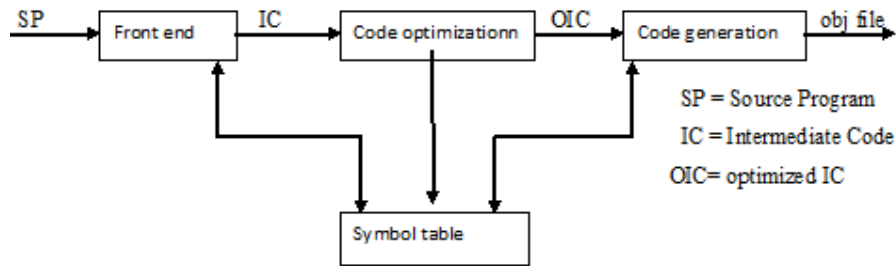 SP
Front end
IC
Code optimizationn
OIC
Code generation
obj file
SP = Source Program
IC = Intermediate Code
OIC= optimized IC
Symbol table